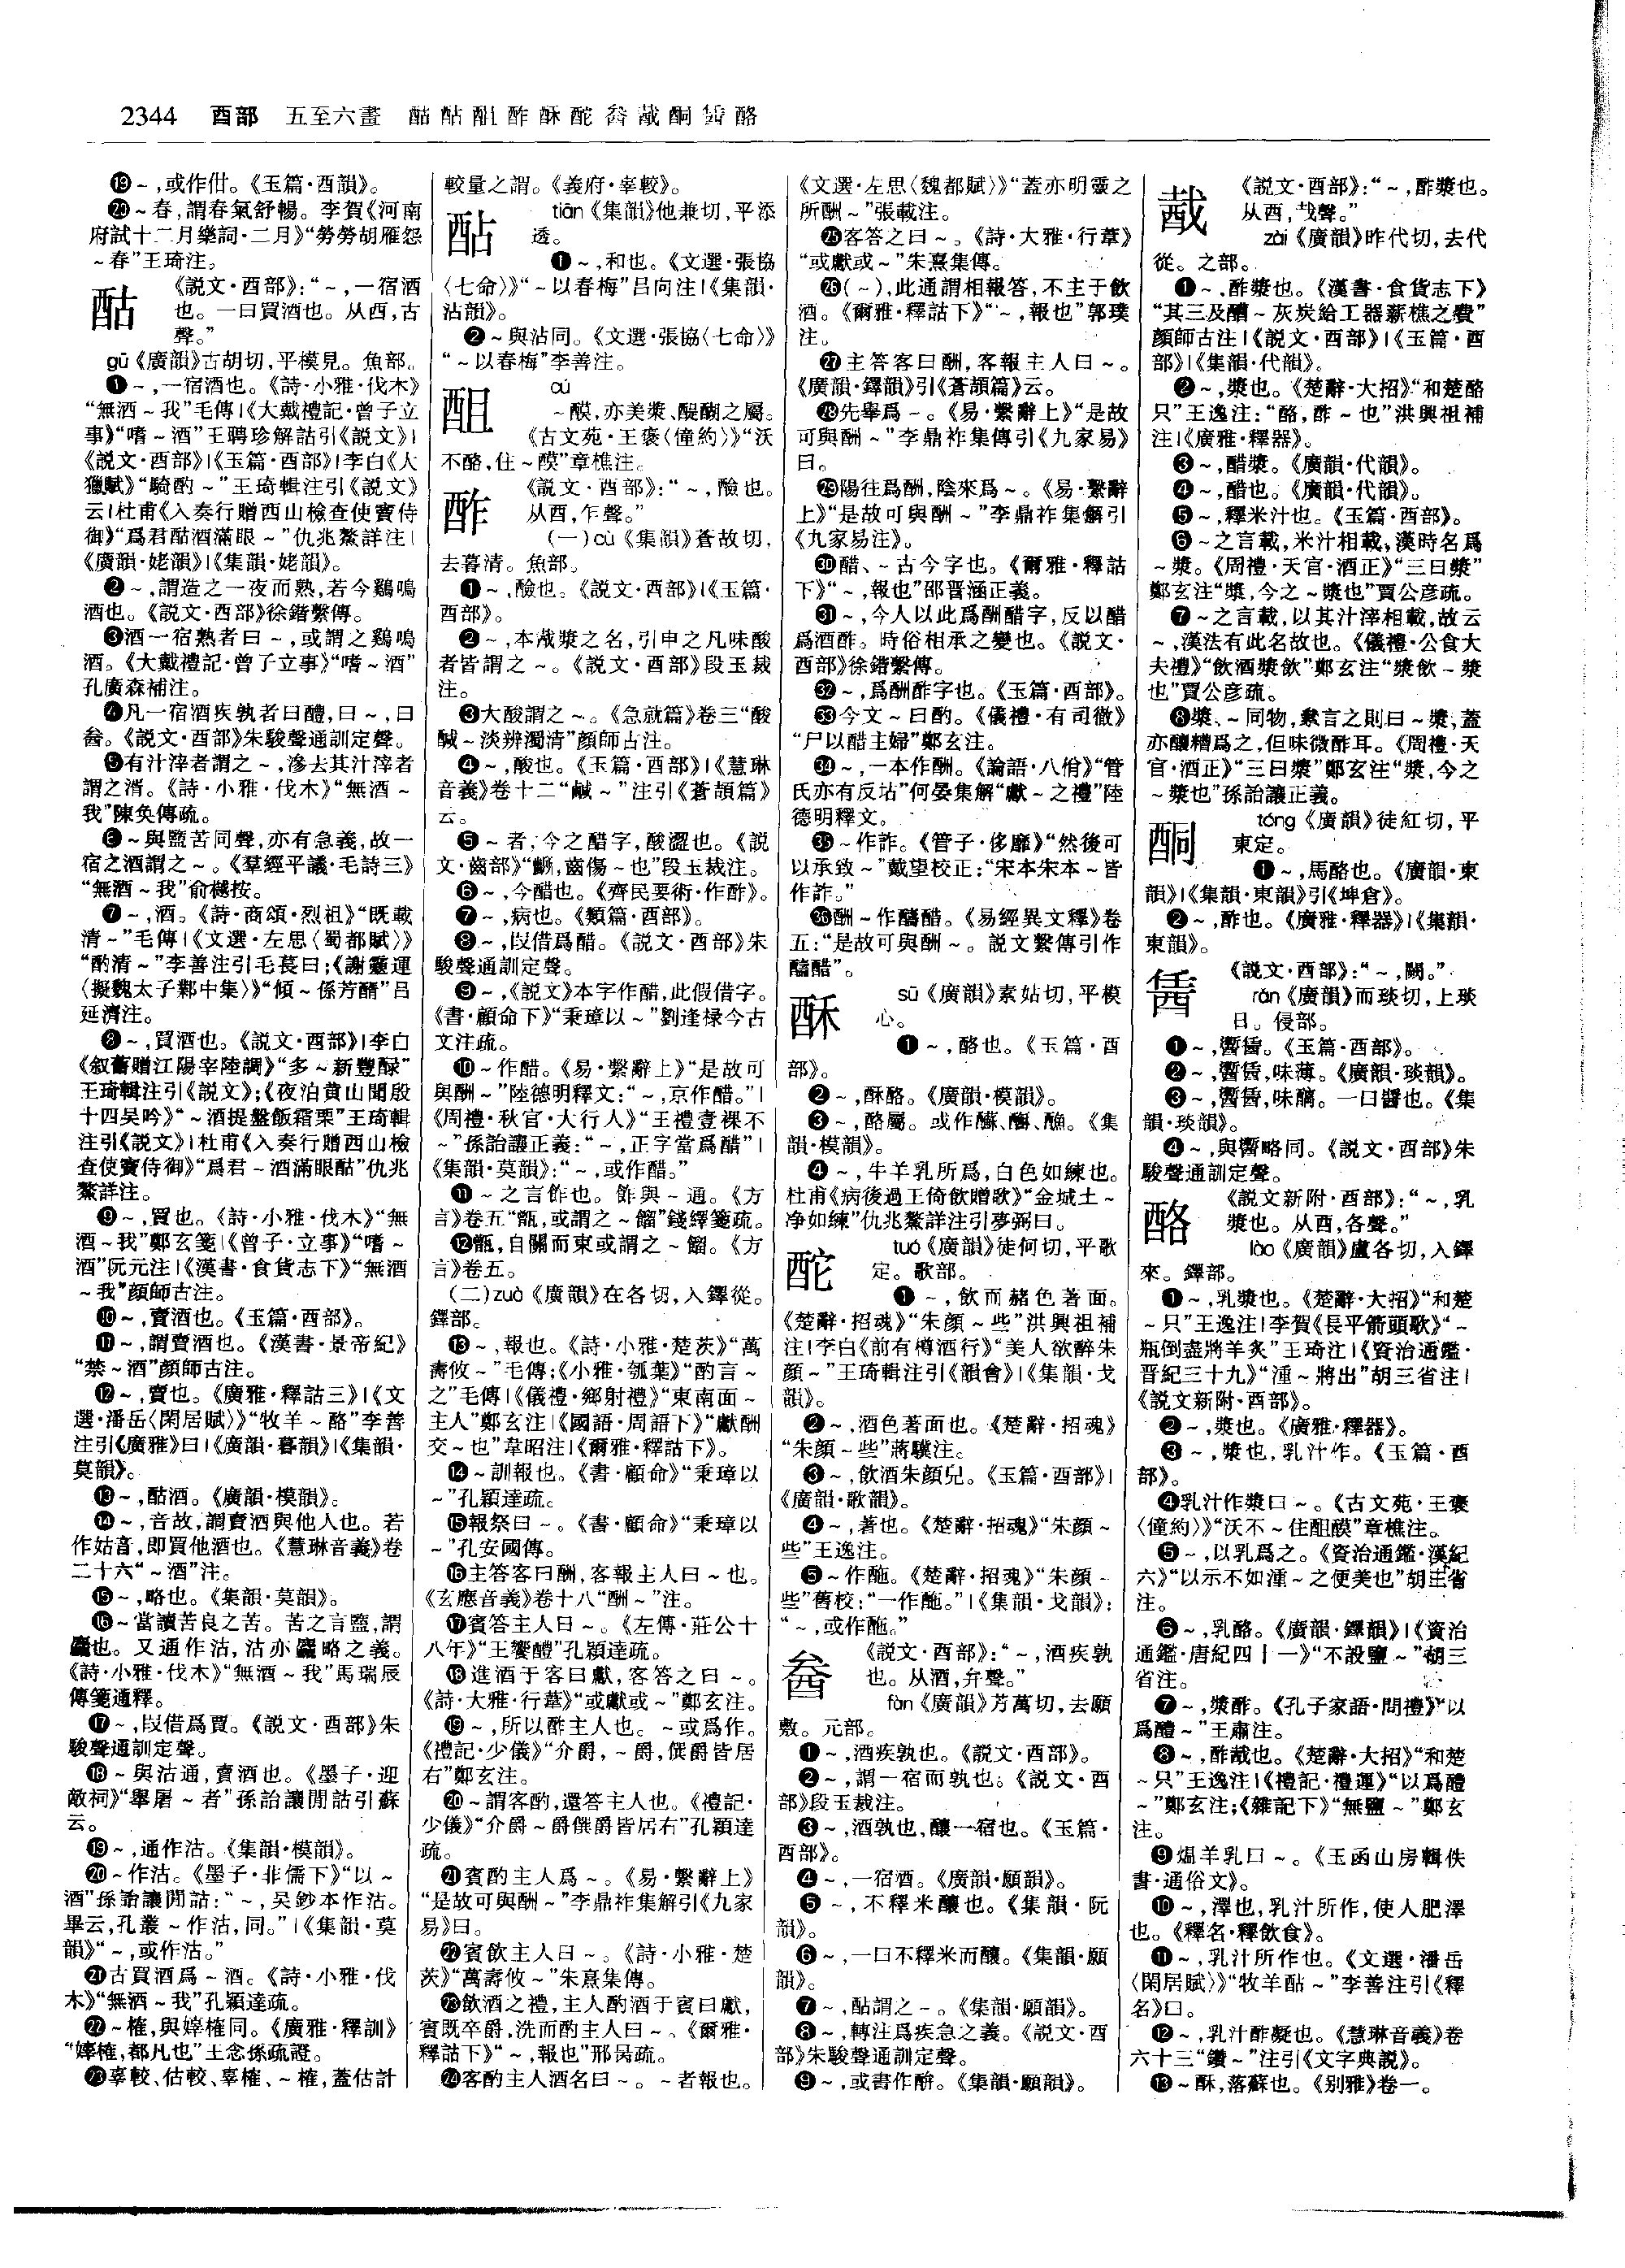 2344 酉部 五至六畫 酤酟䣯酢酥酡酓酨酮䣸酪
⑲~,或作甘。《玉篇·酉韻》。
⑳~春,謂春氣舒暢。李賀《河南
府試十二月樂詞·二月》“勞勞胡雁怨
~春”王琦注。
酤
《説文·酉部》:“~,一宿酒
也。一曰買酒也。从酉,古
聲。”
gū《廣韻》古胡切,平模見。魚部。
❶~,一宿酒也。《詩·小雅·伐木》
“無酒~我”毛傳|《大戴禮記·曾子立
事》“嗜~酒”王聘珍解詁引《説文》|
《説文·酉部》|《玉篇·酉部》|李白《大
獵賦》“騎酌~”王琦輯注引《説文》
云|杜甫《入奏行贈西山檢查使竇侍
御》“爲君酤酒滿眼~”仇兆鰲詳注|
《廣韻·姥韻》|《集韻·姥韻》。
❷~,謂造之一夜而熟,若今鷄鳴
酒也。《説文·酉部》徐鍇繫傳。
❸酒一宿熟者曰~,或謂之鷄鳴
酒。《大戴禮記·曾子立事》“嗜~酒”
孔廣森補注。
❹凡一宿酒疾孰者曰醴,曰~,曰
酓。《説文·酉部》朱駿聲通訓定聲。
❺有汁滓者謂之~,滲去其汁滓者
謂之湑。《詩·小雅·伐木》“無酒~
我”陳奂傳疏。
❻~與鹽苦同聲,亦有急義,故一
宿之酒謂之~。《羣經平議·毛詩三》
“無酒~我”俞樾按。
❼~,酒。《詩·商頌·烈祖》“既載
清~”毛傳|《文選·左思〈蜀都賦〉》
“酌清~”李善注引毛萇曰;《謝靈運
〈擬魏太子鄴中集〉》“傾~係芳醑”吕
延濟注。
❽~,買酒也。《説文·酉部》|李白
《叙舊贈江陽宰陸調》“多~新豐醁”
王琦輯注引《説文》;《夜泊黄山聞殷
十四吴吟》“~酒提盤飯霜栗”王琦輯
注引《説文》|杜甫《入奏行贈西山檢
查使竇侍御》“爲君~酒滿眼酤”仇兆
鰲詳注。
❾~,買也。《詩·小雅·伐木》“無
酒~我”鄭玄箋|《曾子·立事》“嗜~
酒”阮元注|《漢書·食貨志下》“無酒
~我”顔師古注。
❿~,賣酒也。《玉篇·酉部》。
⓫~,謂賣酒也。《漢書·景帝紀》
“禁~酒”顔師古注。
⓬~,賣也。《廣雅·釋詁三》|《文
選·潘岳〈閑居賦〉》“牧羊~酪”李善
注引《廣雅》曰|《廣韻·暮韻》|《集韻·
莫韻》。
⓭~,酤酒。《廣韻·模韻》。
⓮~,音故,謂賣酒與他人也。若
作姑音,即買他酒也。《慧琳音義》卷
二十六“~酒”注。
⓯~,略也。《集韻·莫韻》。
⓰~當讀苦良之苦。苦之言盬,謂
麤也。又通作沽,沽亦麤略之義。
《詩·小雅·伐木》“無酒~我”馬瑞辰
傳箋通釋。
⓱~,叚借爲賈。《説文·酉部》朱
駿聲通訓定聲。
⓲~與沽通,賣酒也。《墨子·迎
敵祠》“舉屠~者”孫詒讓閒詁引蘇
云。
⓳~,通作沽。《集韻·模韻》。
⓴~作沽。《墨子·非儒下》“以~
酒”孫詒讓閒詁:“~,吴鈔本作沽。
畢云,孔叢~作沽,同。”|《集韻·莫
韻》“~,或作沽。”
㉑古買酒爲~酒。《詩·小雅·伐
木》“無酒~我”孔穎達疏。
㉒~榷,與嫴榷同。《廣雅·釋訓》
“嫴榷,都凡也”王念孫疏證。
㉓辜較、估較、辜榷、~榷,蓋估計
較量之謂。《義府·辜較》。
酟
tiān《集韻》他兼切,平添
透。
❶~,和也。《文選·張協
〈七命〉》“~以春梅”吕向注|《集韻·
沾韻》。
❷~與沾同。《文選·張協〈七命〉》
“~以春梅”李善注。
䣯
cú
~醭,亦美漿、醍醐之屬。
《古文苑·王褒〈僮約〉》“沃
不酪,住~醭”章樵注。
酢
《説文·酉部》:“~,醶也。
从酉,乍聲。”
(一)cù《集韻》蒼故切,
去暮清。魚部。
❶~,醶也。《説文·酉部》|《玉篇·
酉部》。
❷~,本酨漿之名,引申之凡味酸
者皆謂之~。《説文·酉部》段玉裁
注。
❸大酸謂之~。《急就篇》卷三“酸
鹹~淡辨濁清”顔師古注。
❹~,酸也。《玉篇·酉部》|《慧琳
音義》卷十二“鹹~”注引《蒼頡篇》
云。
❺~者,今之醋字,酸澀也。《説
文·齒部》“齭,齒傷~也”段玉裁注。
❻~,今醋也。《齊民要術·作酢》。
❼~,病也。《類篇·酉部》。
❽~,叚借爲醋。《説文·酉部》朱
駿聲通訓定聲。
❾~,《説文》本字作醋,此假借字。
《書·顧命下》“秉璋以~”劉逢禄今古
文注疏。
❿~作醋。《易·繫辭上》“是故可
與酬~”陸德明釋文:“~,京作醋。”|
《周禮·秋官·大行人》“王禮壹祼不
~”孫詒讓正義:“~,正字當爲醋”|
《集韻·莫韻》:“~,或作醋。”
⓫~之言飵也。飵與~通。《方
言》卷五“甑,或謂之~餾”錢繹箋疏。
⓬甑,自關而東或謂之~餾。《方
言》卷五。
(二)zuò《廣韻》在各切,入鐸從。
鐸部。
⓭~,報也。《詩·小雅·楚茨》“萬
壽攸~”毛傳;《小雅·瓠葉》“酌言~
之”毛傳|《儀禮·鄉射禮》“東南面~
主人”鄭玄注|《國語·周語下》“獻酬
交~也”韋昭注|《爾雅·釋詁下》。
⓮~訓報也。《書·顧命》“秉璋以
~”孔穎達疏。
⓯報祭曰~。《書·顧命》“秉璋以
~”孔安國傳。
⓰主答客曰酬,客報主人曰~也。
《玄應音義》卷十八“酬~”注。
⓱賓答主人曰~。《左傳·莊公十
八年》“王饗醴”孔穎達疏。
⓲進酒于客曰獻,客答之曰~。
《詩·大雅·行葦》“或獻或~”鄭玄注。
⓳~,所以酢主人也。~或爲作。
《禮記·少儀》“介爵,~爵,僎爵皆居
右”鄭玄注。
⓴~謂客酌,還答主人也。《禮記·
少儀》“介爵~爵僎爵皆居右”孔穎達
疏。
㉑賓酌主人爲~。《易·繫辭上》
“是故可與酬~”李鼎祚集解引《九家
易》曰。
㉒賓飲主人曰~。《詩·小雅·楚
茨》“萬壽攸~”朱熹集傳。
㉓飲酒之禮,主人酌酒于賓曰獻,
賓既卒爵,洗而酌主人曰~。《爾雅·
釋詁下》“~,報也”邢昺疏。
㉔客酌主人酒名曰~。~者報也。
《文選·左思〈魏都賦〉》“蓋亦明靈之
所酬~”張載注。
㉕客答之曰~。《詩·大雅·行葦》
“或獻或~”朱熹集傳。
㉖(~),此通謂相報答,不主于飲
酒。《爾雅·釋詁下》“~,報也”郭璞
注。
㉗主答客曰酬,客報主人曰~。
《廣韻·鐸韻》引《蒼頡篇》云。
㉘先舉爲~。《易·繫辭上》“是故
可與酬~”李鼎祚集傳引《九家易》
曰。
㉙陽往爲酬,陰來爲~。《易·繫辭
上》“是故可與酬~”李鼎祚集解引
《九家易注》。
㉚醋、~古今字也。《爾雅·釋詁
下》“~,報也”邵晋涵正義。
㉛~,今人以此爲酬醋字,反以醋
爲酒酢。時俗相承之變也。《説文·
酉部》徐鍇繫傳。
㉜~,爲酬酢字也。《玉篇·酉部》。
㉝今文~曰酌。《儀禮·有司徹》
“尸以醋主婦”鄭玄注。
㉞~,一本作酬。《論語·八佾》“管
氏亦有反坫”何晏集解“獻~之禮”陸
德明釋文。
㉟~作詐。《管子·侈靡》“然後可
以承致~”戴望校正:“宋本朱本~皆
作詐。”
㊱酬~作醻醋。《易經異文釋》卷
五:“是故可與酬~。説文繫傳引作
醻醋”。
酥
sū《廣韻》素姑切,平模
心。
❶~,酪也。《玉篇·酉
部》。
❷~,酥酪。《廣韻·模韻》。
❸~,酪屬。或作䤓、䣷、𩻇。《集
韻·模韻》。
❹~,牛羊乳所爲,白色如練也。
杜甫《病後過王倚飲贈歌》“金城土~
净如練”仇兆鰲詳注引夢弼曰。
酡
tuó《廣韻》徒何切,平歌
定。歌部。
❶~,飲而赭色著面。
《楚辭·招魂》“朱顔~些”洪興祖補
注|李白《前有樽酒行》“美人欲醉朱
顔~”王琦輯注引《韻會》|《集韻·戈
韻》。
❷~,酒色著面也。《楚辭·招魂》
“朱顔~些”蔣驥注。
❸~,飲酒朱顔皃。《玉篇·酉部》|
《廣韻·歌韻》。
❹~,著也。《楚辭·招魂》“朱顔~
些”王逸注。
❺~作酏。《楚辭·招魂》“朱顔~
些”舊校:“一作酏。”|《集韻·戈韻》:
“~,或作酏。”
酓
《説文·酉部》:“~,酒疾孰
也。从酒,弁聲。”
fàn《廣韻》芳萬切,去願
敷。元部。
❶~,酒疾孰也。《説文·酉部》。
❷~,謂一宿而孰也。《説文·酉
部》段玉裁注。
❸~,酒孰也,釀一宿也。《玉篇·
酉部》。
❹~,一宿酒。《廣韻·願韻》。
❺~,不釋米釀也。《集韻·阮
韻》。
❻~,一曰不釋米而釀。《集韻·願
韻》。
❼~,酤謂之~。《集韻·願韻》。
❽~,轉注爲疾急之義。《説文·酉
部》朱駿聲通訓定聲。
❾~,或書作𨠒。《集韻·願韻》。
酨
《説文·酉部》:“~,酢漿也。
从酉,𢦏聲。”
zài《廣韻》昨代切,去代
從。之部。
❶~,酢漿也。《漢書·食貨志下》
“其三及醩~灰炭給工器薪樵之費”
顔師古注|《説文·酉部》|《玉篇·酉
部》|《集韻·代韻》。
❷~,漿也。《楚辭·大招》“和楚酪
只”王逸注:“酪,酢~也”洪興祖補
注|《廣雅·釋器》。
❸~,醋漿。《廣韻·代韻》。
❹~,醋也。《廣韻·代韻》。
❺~,釋米汁也。《玉篇·酉部》。
❻~之言載,米汁相載,漢時名爲
~漿。《周禮·天官·酒正》“三曰漿”
鄭玄注“漿,今之~漿也”賈公彦疏。
❼~之言載,以其汁滓相載,故云
~,漢法有此名故也。《儀禮·公食大
夫禮》“飲酒漿飲”鄭玄注“漿飲~漿
也”賈公彦疏。
❽漿、~同物,絫言之則曰~漿,蓋
亦釀糟爲之,但味微酢耳。《周禮·天
官·酒正》“三曰漿”鄭玄注“漿,今之
~漿也”孫詒讓正義。
酮
tóng《廣韻》徒紅切,平
東定。
❶~,馬酪也。《廣韻·東
韻》|《集韻·東韻》引《埤倉》。
❷~,酢也。《廣雅·釋器》|《集韻·
東韻》。
《説文·酉部》:“~,闕。”
rǎn《廣韻》而琰切,上琰
日。侵部。
❶~,。《玉篇·酉部》。
❷~,味薄。《廣韻·琰韻》。
❸~,味醨。一曰醬也。《集
韻·琰韻》。
❹~,與略同。《説文·酉部》朱
駿聲通訓定聲。
酪
《説文新附·酉部》:“~,乳
漿也。从酉,各聲。”
lào《廣韻》盧各切,入鐸
來。鐸部。
❶~,乳漿也。《楚辭·大招》“和楚
~只”王逸注|李賀《長平箭頭歌》“~
瓶倒盡將羊炙”王琦注|《資治通鑑·
晋紀三十九》“湩~將出”胡三省注|
《説文新附·酉部》。
❷~,漿也。《廣雅·釋器》。
❸~,漿也,乳汁作。《玉篇·酉
部》。
❹乳汁作漿曰~。《古文苑·王褒
〈僮約〉》“沃不~住䣯醭”章樵注。
❺~,以乳爲之。《資治通鑑·漢紀
六》“以示不如湩~之便美也”胡三省
注。
❻~,乳酪。《廣韻·鐸韻》|《資治
通鑑·唐紀四十一》“不設鹽~”胡三
省注。
❼~,漿酢。《孔子家語·問禮》“以
爲醴~”王肅注。
❽~,酢酨也。《楚辭·大招》“和楚
~只”王逸注|《禮記·禮運》“以爲醴
~”鄭玄注;《雜記下》“無鹽~”鄭玄
注。
❾煴羊乳曰~。《玉函山房輯佚
書·通俗文》。
❿~,澤也,乳汁所作,使人肥澤
也。《釋名·釋飲食》。
⓫~,乳汁所作也。《文選·潘岳
〈閑居賦〉》“牧羊酤~”李善注引《釋
名》曰。
⓬~,乳汁酢凝也。《慧琳音義》卷
六十三“鑽~”注引《文字典説》。
⓭~酥,落蘇也。《别雅》卷一。